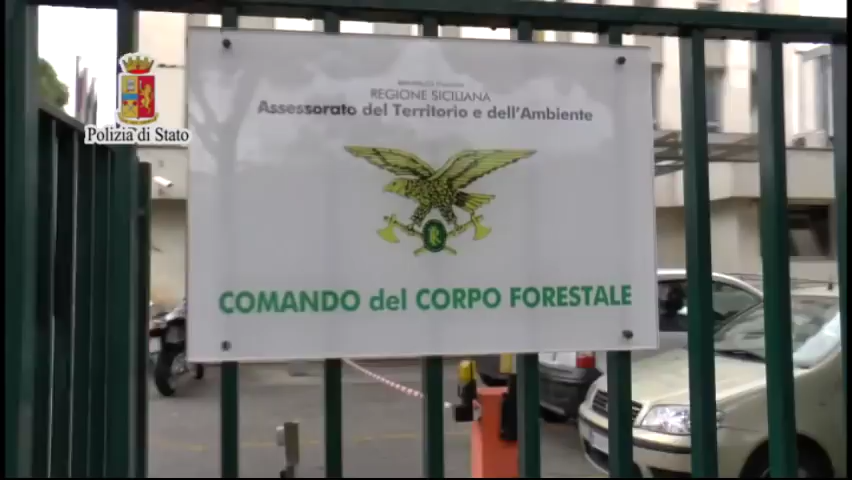 REGIONE SICILIANA
Assessorato del Territorio e dell'Ambiente
Polizia di Stato
COMANDO del CORPO FORESTALE